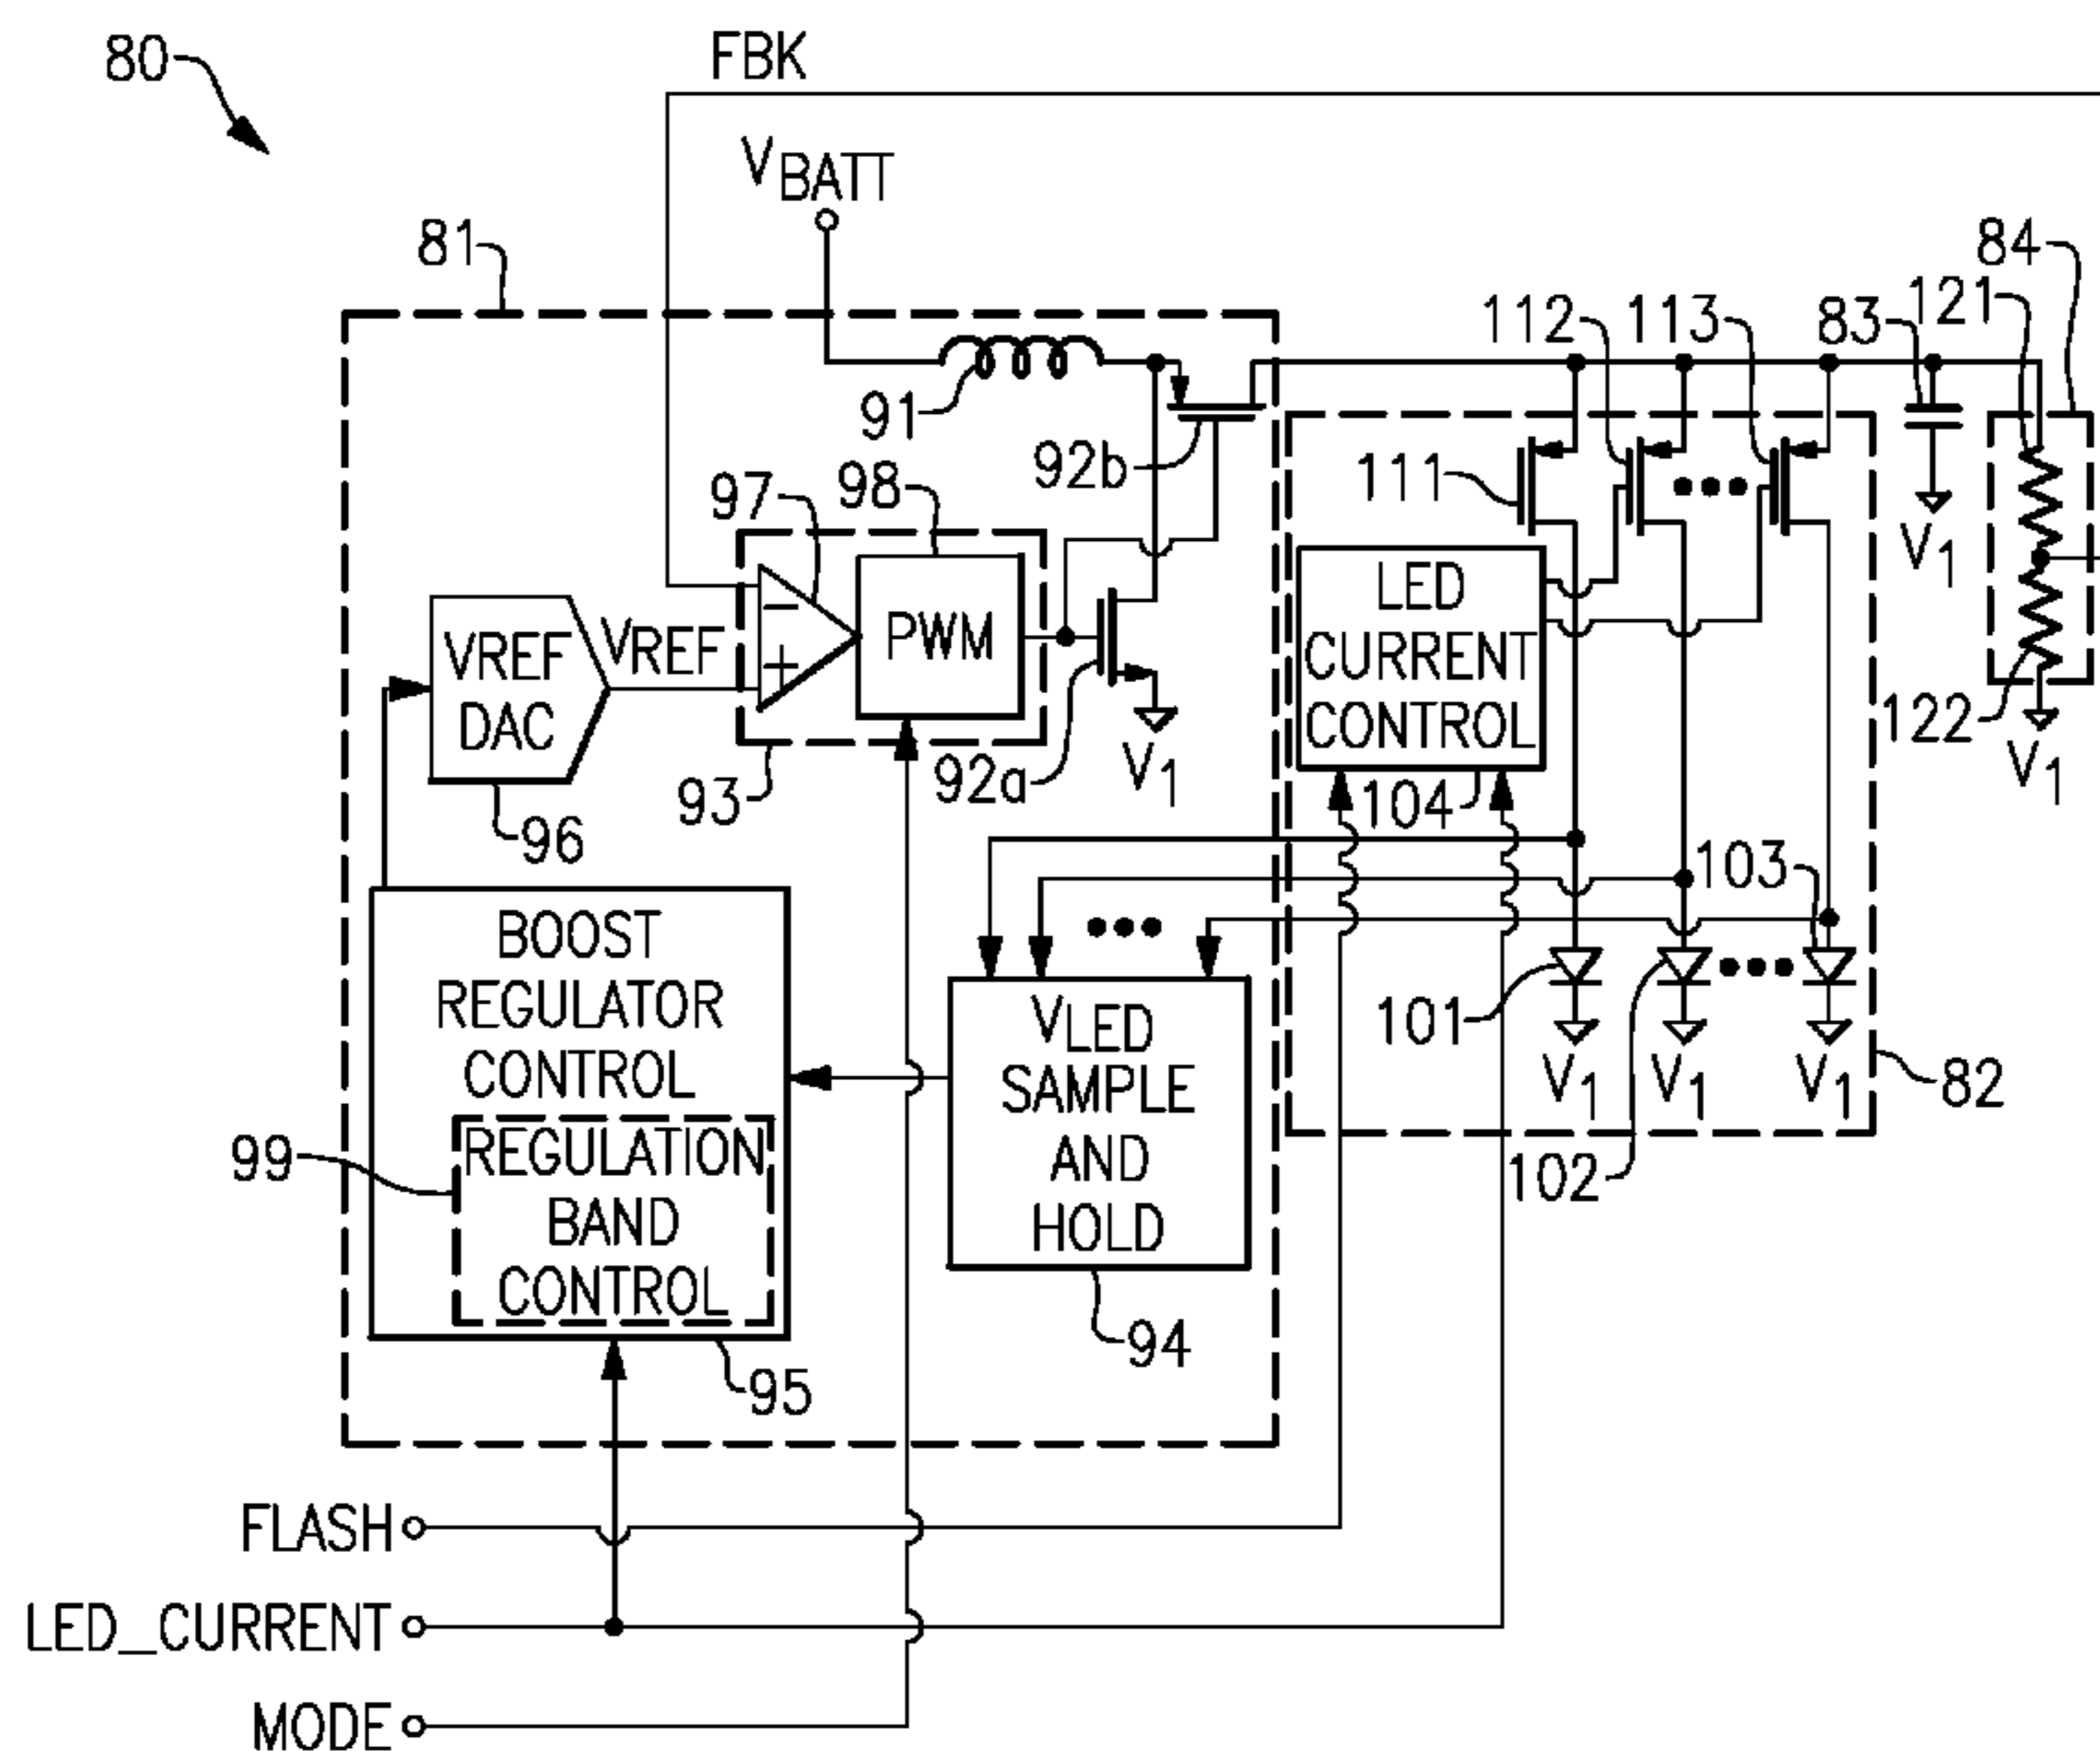 80
FBK
VBATT
81
84
112
113
83
121
91
92b
111
97
98
V1
VREF DAC
VREF
−
+
PWM
LED
CURRENT
CONTROL
122
V1
93
92a
V1
104
96
103
BOOST
REGULATOR
CONTROL
VLED
SAMPLE
AND
HOLD
101
V1
V1
V1
82
99
REGULATION
BAND
CONTROL
102
94
95
FLASH
LED_CURRENT
MODE